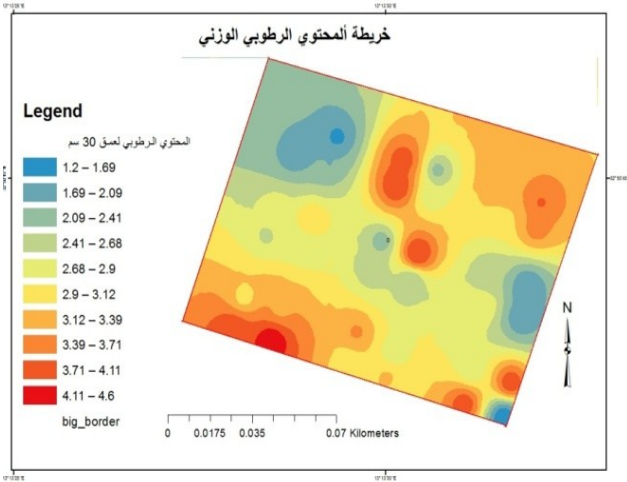 خريطة ألمحتوي الرطوبي الوزني
Legend
المحتوي الرطوبي لعمق 30 سم
1.2 – 1.69
1.69 – 2.09
2.09 – 2.41
2.41 – 2.68
2.68 – 2.9
2.9 – 3.12
3.12 – 3.39
3.39 – 3.71
3.71 – 4.11
4.11 – 4.6
big_border
N
0 0.0175 0.035 0.07 Kilometers